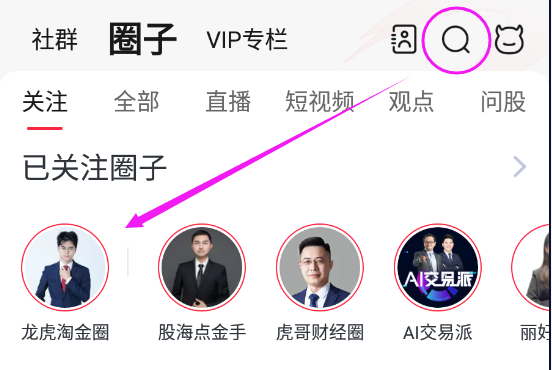 社群 圈子 VIP专栏
关注 全部 直播 短视频 观点 问股
已关注圈子
AI交易派
龙虎淘金圈 股海点金手 虎哥财经圈 AI交易派 丽好